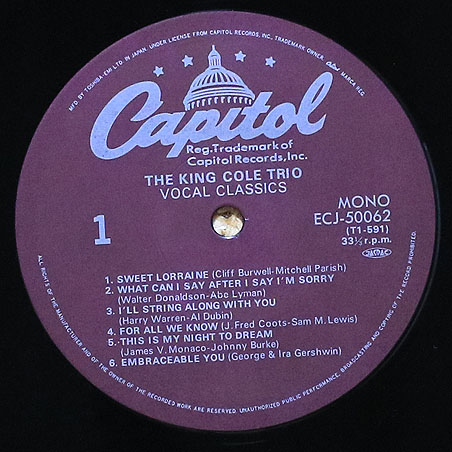 MFD BY TOSHIBA-EMI LTD. IN JAPAN, UNDER LICENSE FROM CAPITOL RECORDS, INC., TRADEMARK OWNER. MARCA REG.
Capitol
Reg. Trademark of
Capitol Records, Inc.
THE KING COLE TRIO
VOCAL CLASSICS
1
MONO
ECJ-50062
(T1-591)
33⅓ r.p.m.
JASRAC
1. SWEET LORRAINE (Cliff Burwell-Mitchell Parish)
2. WHAT CAN I SAY AFTER I SAY I'M SORRY
(Walter Donaldson-Abe Lyman)
3. I'LL STRING ALONG WITH YOU
(Harry Warren-Al Dubin)
4. FOR ALL WE KNOW (J. Fred Coots-Sam M. Lewis)
5. THIS IS MY NIGHT TO DREAM
(James V. Monaco-Johnny Burke)
6. EMBRACEABLE YOU (George & Ira Gershwin)
ALL RIGHTS OF THE MANUFACTURER AND OF THE OWNER OF THE RECORDED WORK ARE RESERVED. UNAUTHORIZED PUBLIC PERFORMANCE, BROADCASTING AND COPYING OF THE RECORD PROHIBITED.